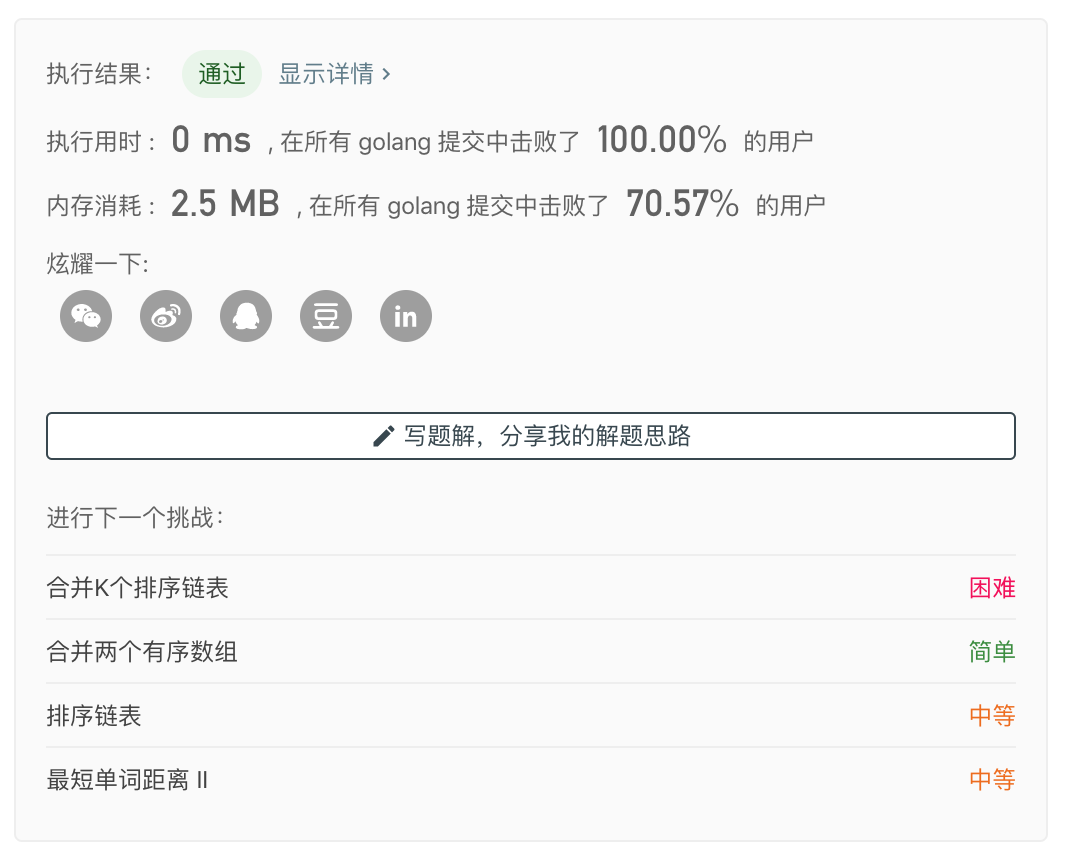 执行结果： 通过 显示详情 ›
执行用时 : 0 ms , 在所有 golang 提交中击败了 100.00% 的用户
内存消耗 : 2.5 MB , 在所有 golang 提交中击败了 70.57% 的用户
炫耀一下:
豆 in
写题解，分享我的解题思路
进行下一个挑战：
合并K个排序链表 困难
合并两个有序数组 简单
排序链表 中等
最短单词距离 II 中等